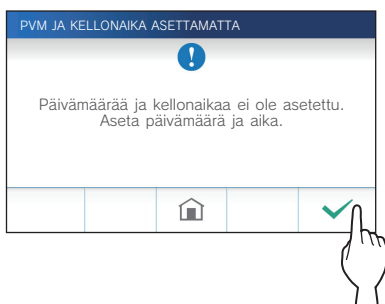 PVM JA KELLONAIKA ASETTAMATTA
Päivämäärää ja kellonaikaa ei ole asetettu.
Aseta päivämäärä ja aika.